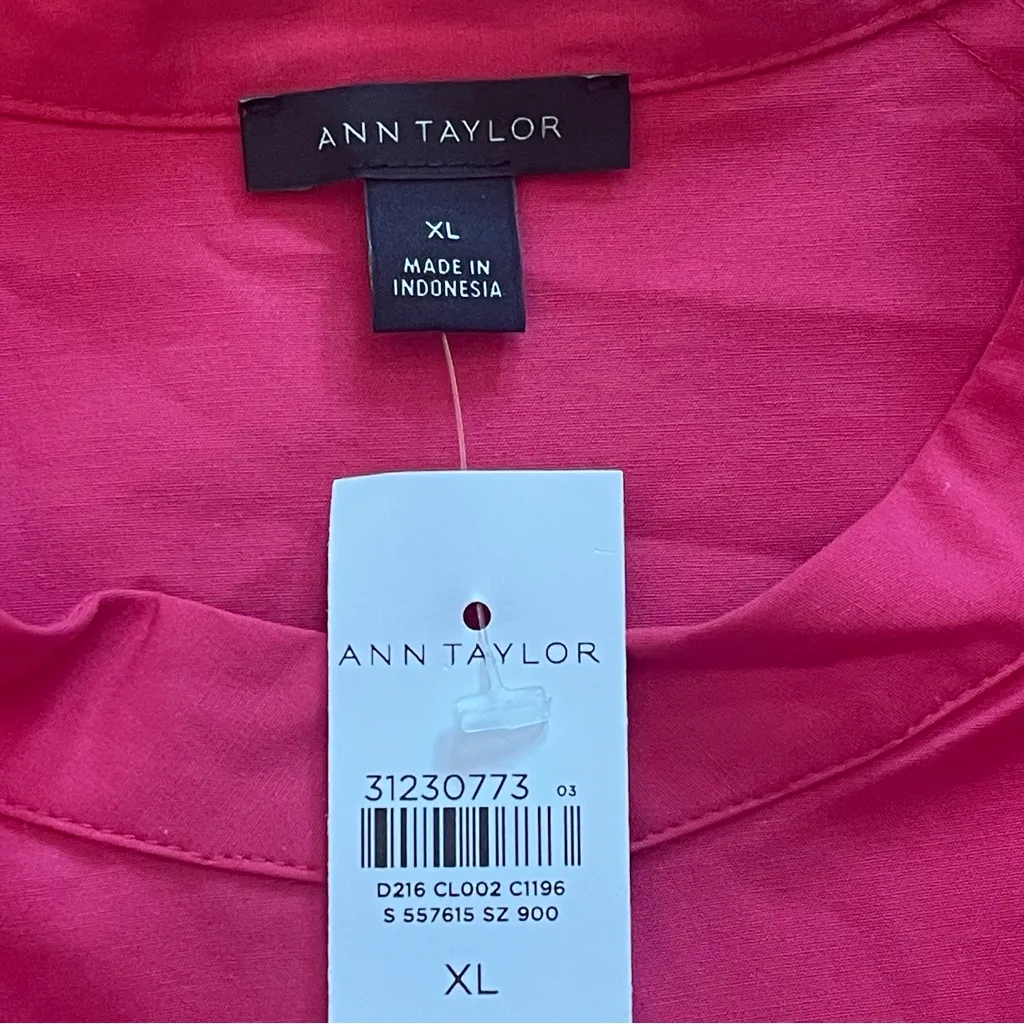 ANN TAYLOR
XL
MADE IN
INDONESIA
ANN TAYLOR
31230773 03
D216 CL002 C1196
S 557615 SZ 900
XL